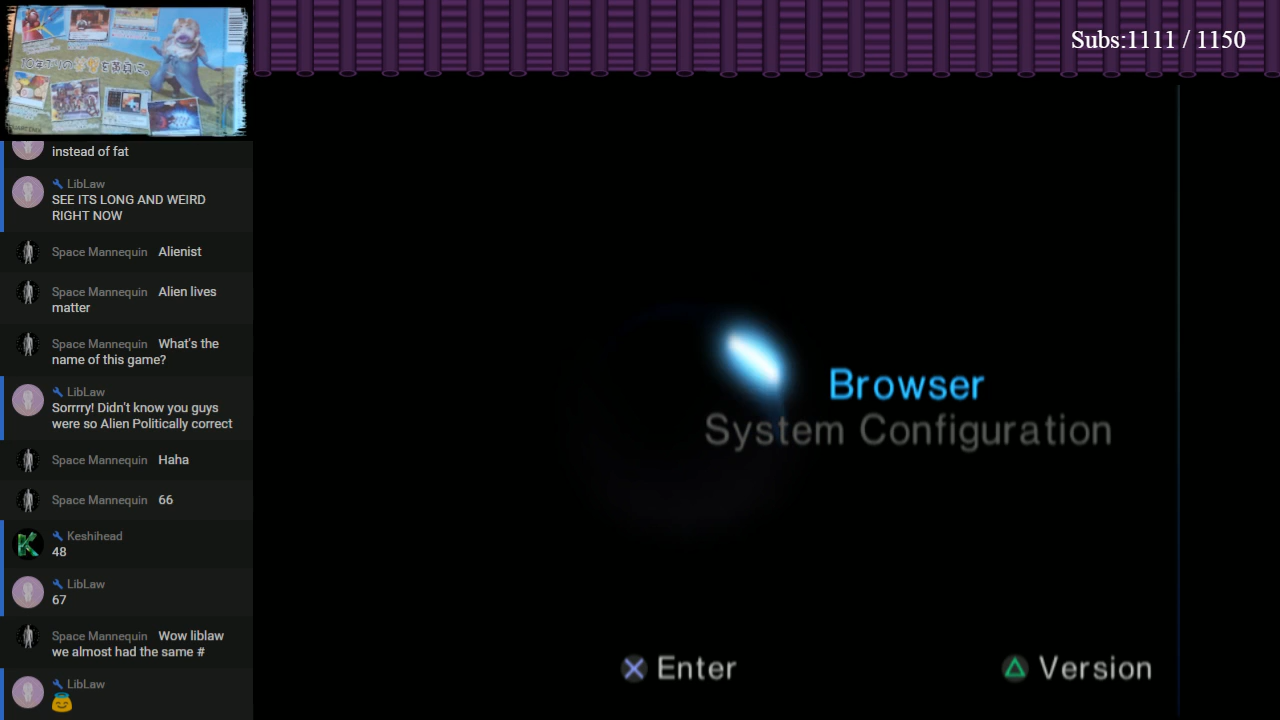 Subs:1111 / 1150
instead of fat
LibLaw
SEE ITS LONG AND WEIRD
RIGHT NOW
Space Mannequin Alienist
Space Mannequin Alien lives
matter
Space Mannequin What's the
name of this game?
LibLaw
Sorrrry! Didn't know you guys
were so Alien Politically correct
Space Mannequin Haha
Space Mannequin 66
Keshihead
48
LibLaw
67
Space Mannequin Wow liblaw
we almost had the same #
LibLaw
Browser
System Configuration
Enter
Version